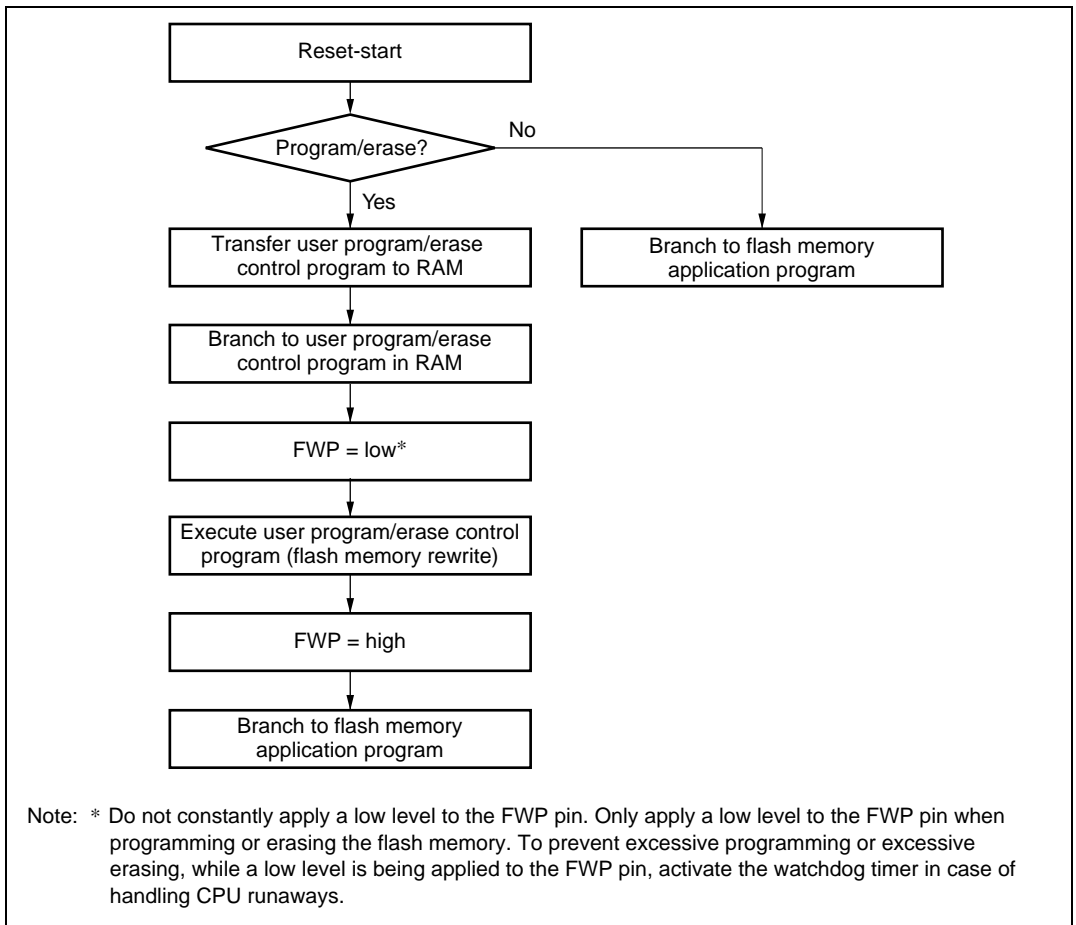 Reset-start
Program/erase?
No
Yes
Transfer user program/erase
control program to RAM
Branch to flash memory
application program
Branch to user program/erase
control program in RAM
FWP = low*
Execute user program/erase control
program (flash memory rewrite)
FWP = high
Branch to flash memory
application program
Note: * Do not constantly apply a low level to the FWP pin. Only apply a low level to the FWP pin when
programming or erasing the flash memory. To prevent excessive programming or excessive
erasing, while a low level is being applied to the FWP pin, activate the watchdog timer in case of
handling CPU runaways.